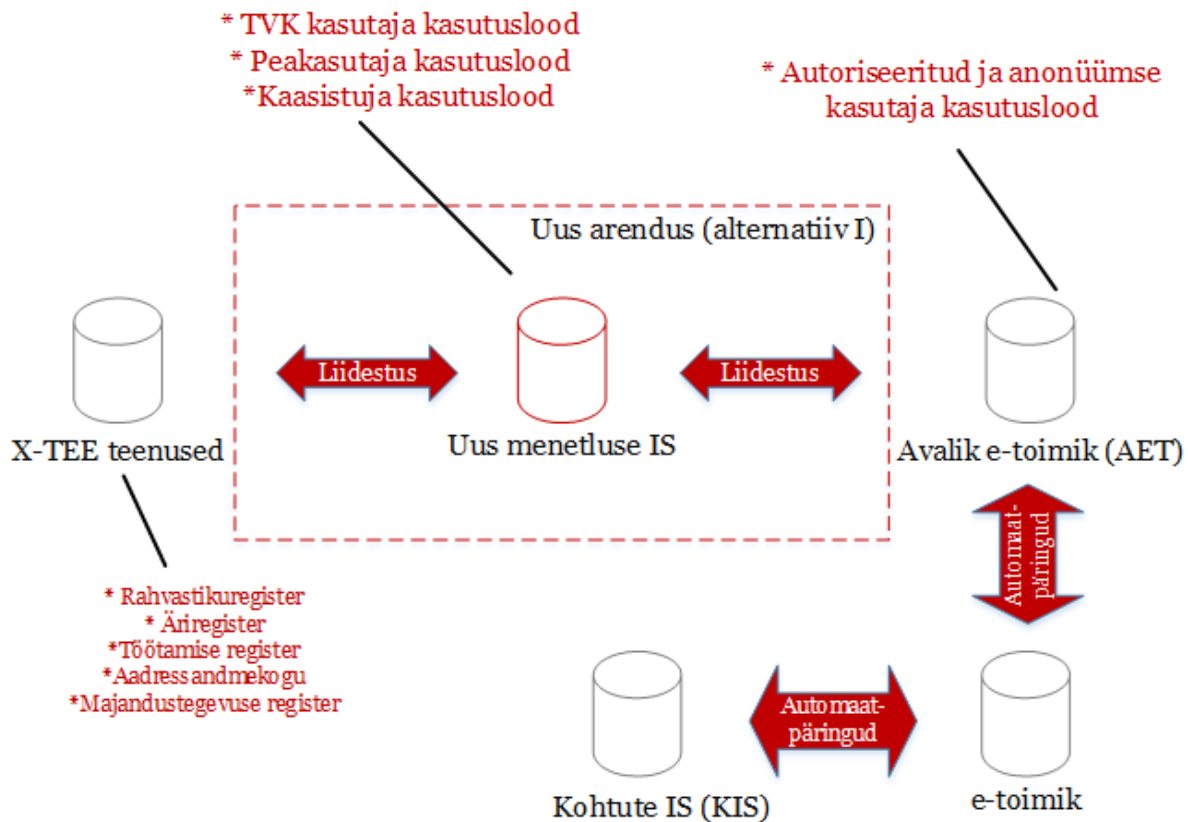 * TVK kasutaja kasutuslood
* Peakasutaja kasutuslood
*Kaasistuja kasutuslood
* Autoriseeritud ja anonüümse
kasutaja kasutuslood
Uus arendus (alternatiiv I)
Liidestus
Liidestus
X-TEE teenused
Uus menetluse IS
Avalik e-toimik (AET)
Automaat-
päringud
* Rahvastikuregister
* Äriregister
*Töötamise register
*Aadressandmekogu
*Majandustegevuse register
Automaat-
päringud
Kohtute IS (KIS)
e-toimik